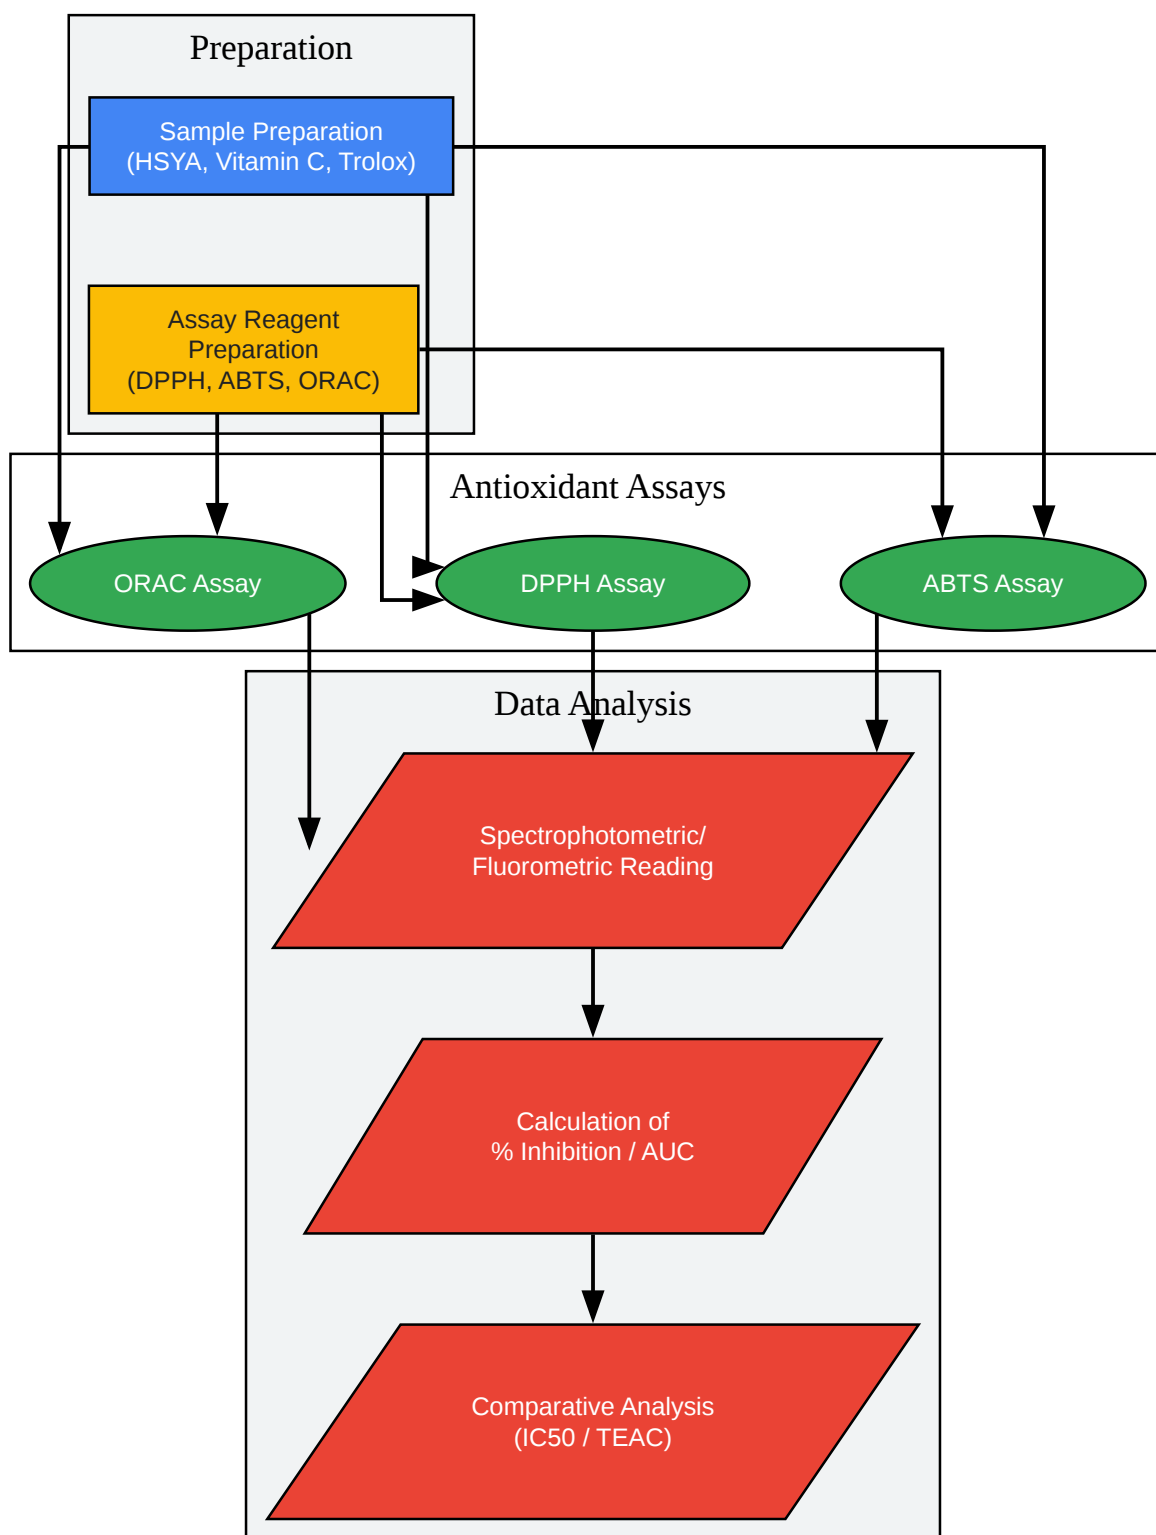 Preparation
Sample Preparation
(HSYA, Vitamin C, Trolox)
Assay Reagent
Preparation
(DPPH, ABTS, ORAC)
Antioxidant Assays
ORAC Assay
DPPH Assay
ABTS Assay
Data Analysis
Spectrophotometric/
Fluorometric Reading
Calculation of
% Inhibition / AUC
Comparative Analysis
(IC50 / TEAC)